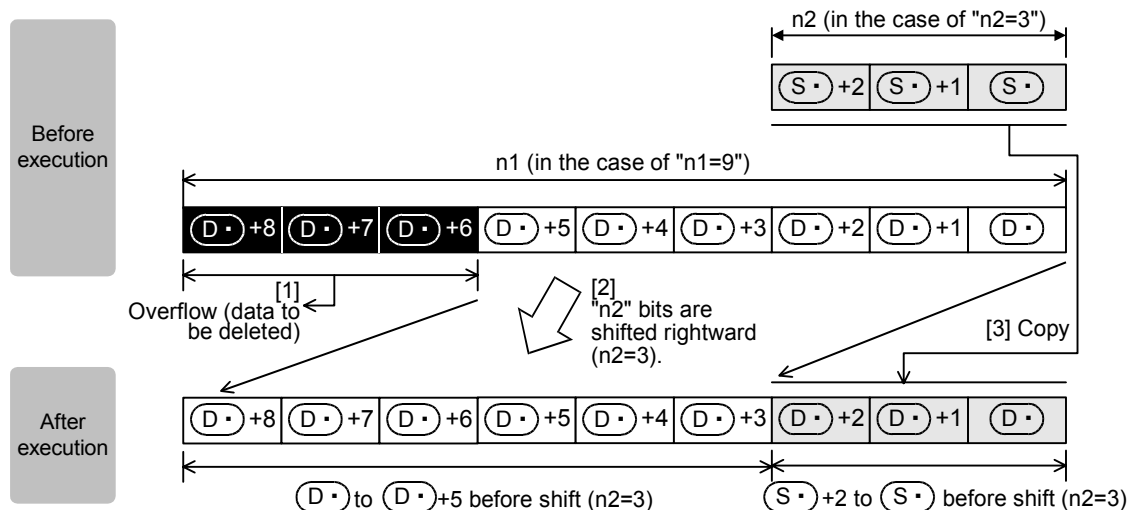 n2 (in the case of "n2=3")
S・ +2 S・ +1 S・
Before
execution
n1 (in the case of "n1=9")
D・ +8 D・ +7 D・ +6 D・ +5 D・ +4 D・ +3 D・ +2 D・ +1 D・
[1]
Overflow (data to
be deleted)
[2]
"n2" bits are
shifted rightward
(n2=3).
[3] Copy
After
execution
D・ +8 D・ +7 D・ +6 D・ +5 D・ +4 D・ +3 D・ +2 D・ +1 D・
D・ to D・ +5 before shift (n2=3)
S・ +2 to S・ before shift (n2=3)